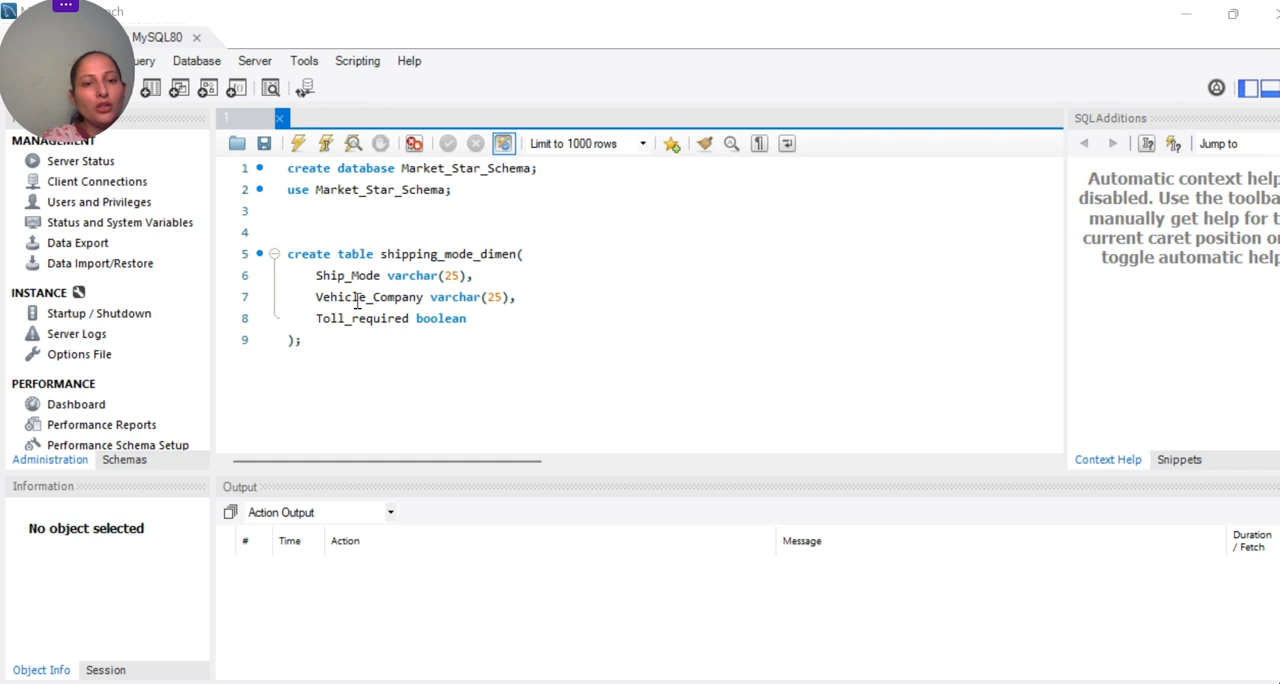 ch
MySQL80
uery Database Server Tools Scripting Help
1
MANAGEMENT
Server Status
Client Connections
Users and Privileges
Status and System Variables
Data Export
Data Import/Restore
INSTANCE
Startup / Shutdown
Server Logs
Options File
PERFORMANCE
Dashboard
Performance Reports
Performance Schema Setup
Administration Schemas
Information
No object selected
Object Info Session
Limit to 1000 rows
1 create database Market_Star_Schema;
2 use Market_Star_Schema;
3
4
5 create table shipping_mode_dimen(
6 Ship_Mode varchar(25),
7 Vehicle_Company varchar(25),
8 Toll_required boolean
9 );
SQLAdditions
Jump to
Automatic context help
disabled. Use the toolba
manually get help for t
current caret position or
toggle automatic help
Context Help Snippets
Output
Action Output
# Time Action Message Duration
/ Fetch